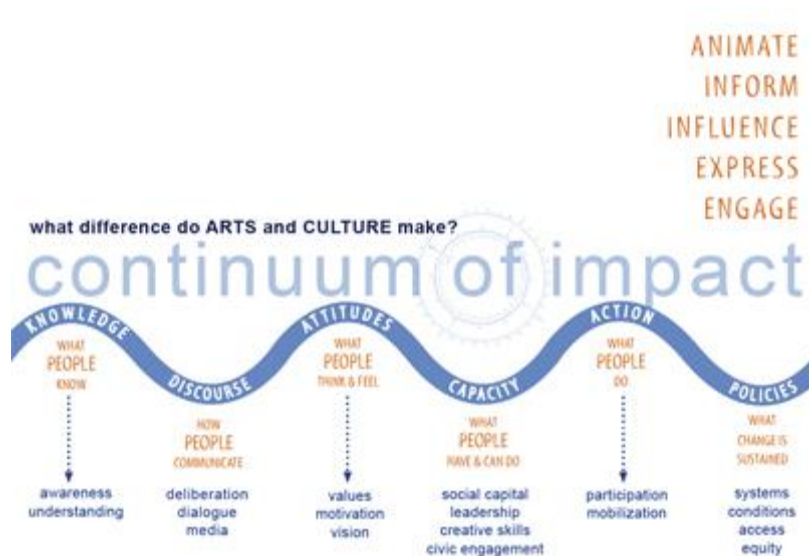 ANIMATE
INFORM
INFLUENCE
EXPRESS
ENGAGE
what difference do ARTS and CULTURE make?
continuum of impact
KNOWLEDGE
WHAT
PEOPLE
KNOW
awareness
understanding
DISCOURSE
HOW
PEOPLE
COMMUNICATE
deliberation
dialogue
media
ATTITUDES
WHAT
PEOPLE
THINK & FEEL
values
motivation
vision
CAPACITY
WHAT
PEOPLE
HAVE & CAN DO
social capital
leadership
creative skills
civic engagement
ACTION
WHAT
PEOPLE
DO
participation
mobilization
POLICIES
WHAT
CHANGE IS
SUSTAINED
systems
conditions
access
equity